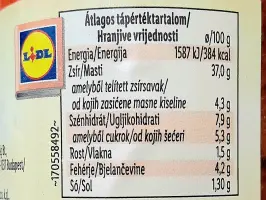 Átlagos tápértéktartalom/
Hranjive vrijednosti ø/100 g
Energia/Energija 1587 kJ/384 kcal
Zsír/Masti 37,0 g
amelyből telített zsírsavak/
od kojih zasićene masne kiseline 4,3 g
Szénhidrát/Ugljikohidrati 7,9 g
amelyből cukrok/od kojih šećeri 5,3 g
Rost/Vlakna 1,5 g
Fehérje/Bjelančevine 4,2 g
Só/Sol 1,30 g
LIDL
~170558492~